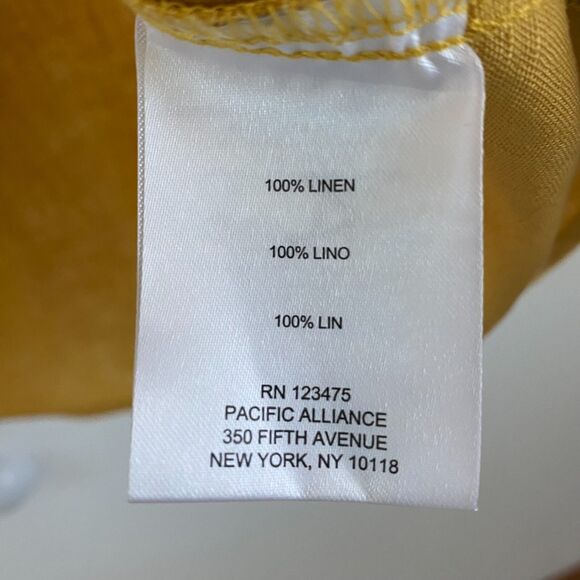 100% LINEN
100% LINO
100% LIN
RN 123475
PACIFIC ALLIANCE
350 FIFTH AVENUE
NEW YORK, NY 10118